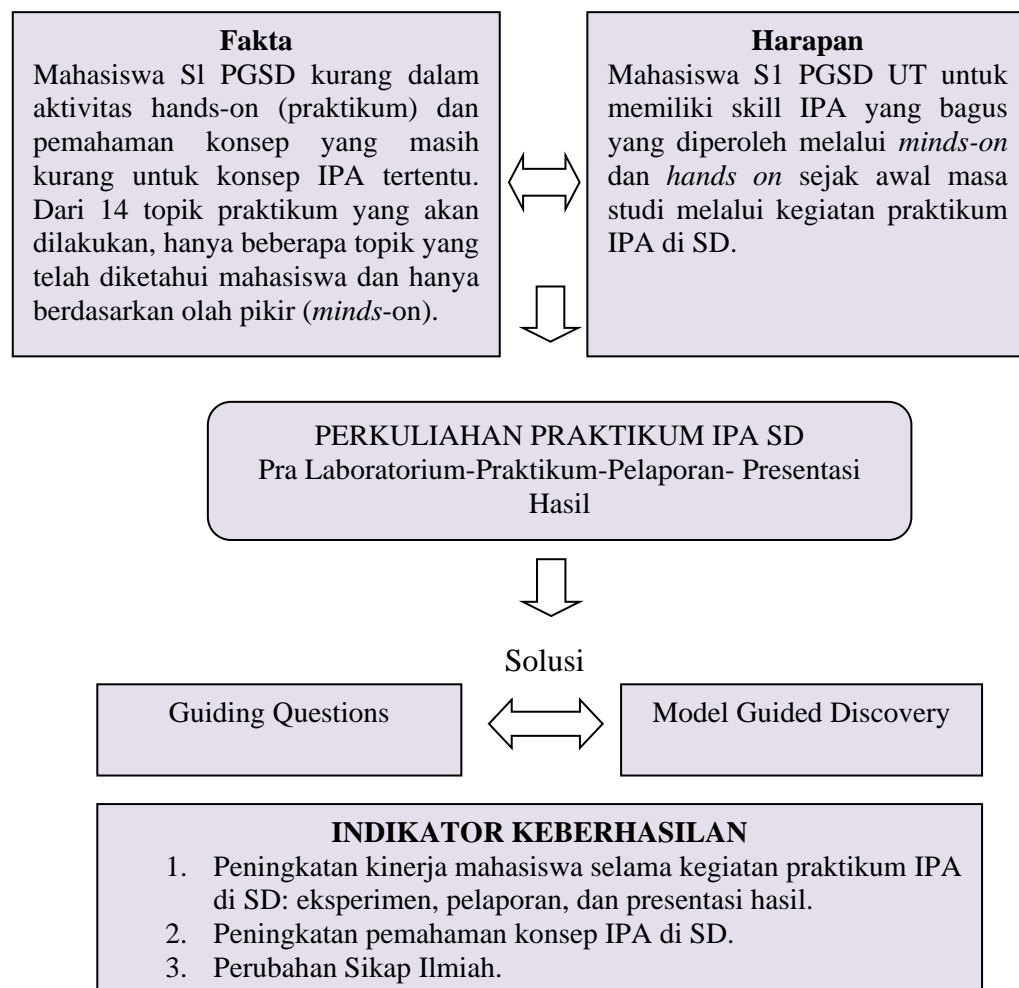 Fakta
Mahasiswa Sl PGSD kurang dalam
aktivitas hands-on (praktikum) dan
pemahaman konsep yang masih
kurang untuk konsep IPA tertentu.
Dari 14 topik praktikum yang akan
dilakukan, hanya beberapa topik yang
telah diketahui mahasiswa dan hanya
berdasarkan olah pikir (minds-on).
Harapan
Mahasiswa S1 PGSD UT untuk
memiliki skill IPA yang bagus
yang diperoleh melalui minds-on
dan hands on sejak awal masa
studi melalui kegiatan praktikum
IPA di SD.
PERKULIAHAN PRAKTIKUM IPA SD
Pra Laboratorium-Praktikum-Pelaporan- Presentasi
Hasil
Solusi
Guiding Questions
Model Guided Discovery
INDIKATOR KEBERHASILAN
1. Peningkatan kinerja mahasiswa selama kegiatan praktikum IPA
di SD: eksperimen, pelaporan, dan presentasi hasil.
2. Peningkatan pemahaman konsep IPA di SD.
3. Perubahan Sikap Ilmiah.